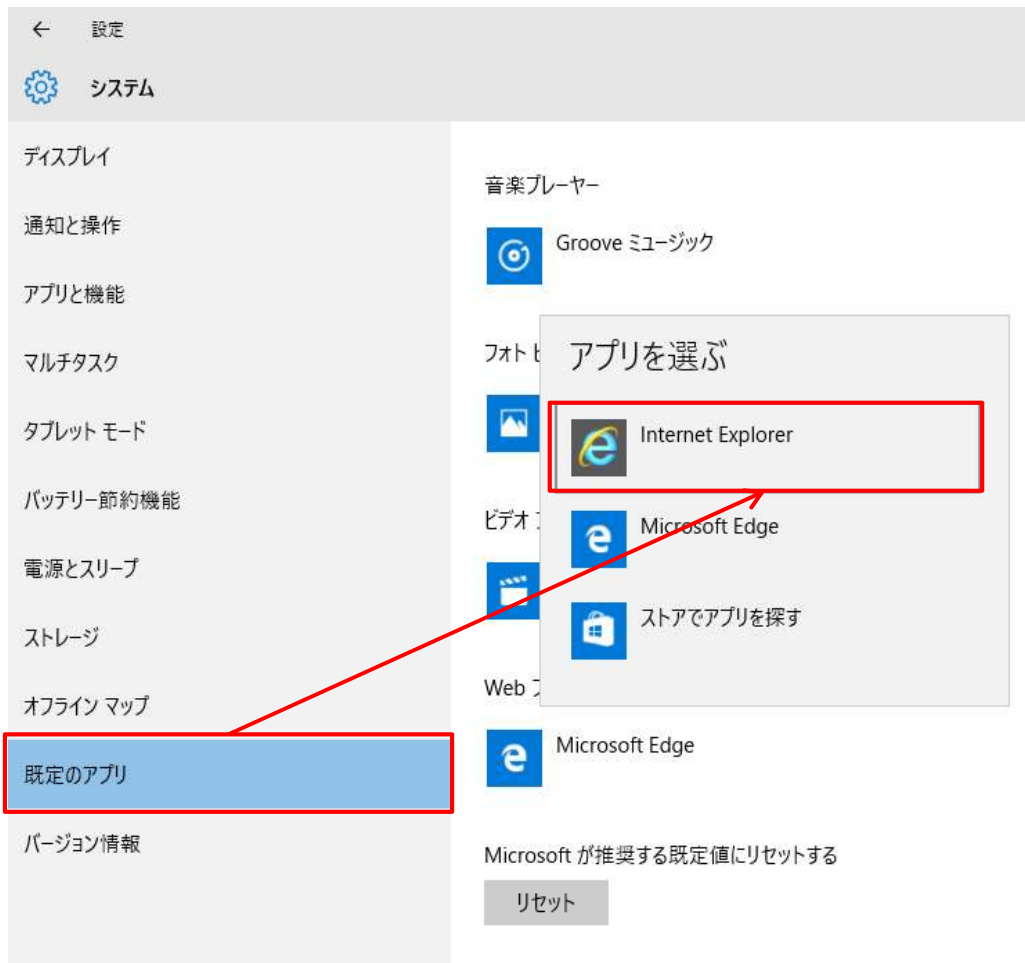 設定
システム
ディスプレイ
通知と操作
アプリと機能
マルチタスク
タブレット モード
バッテリー節約機能
電源とスリープ
ストレージ
オフライン マップ
既定のアプリ
バージョン情報
音楽プレーヤー
Groove ミュージック
フォト
アプリを選ぶ
Internet Explorer
ビデオ
Microsoft Edge
ストアでアプリを探す
Web
Microsoft Edge
Microsoft が推奨する既定値にリセットする
リセット